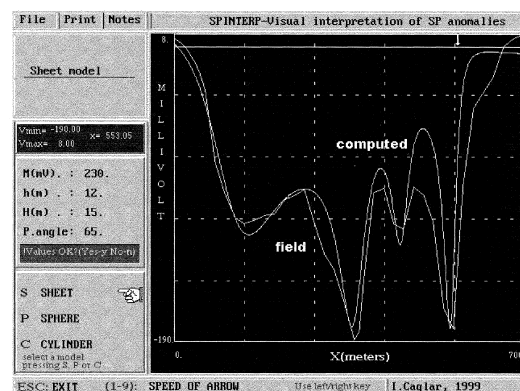 File Print Notes SPINTERP-Visual interpretation of SP anomalies
Sheet model
Vmin= -190.00 x= 553.05
Vmax= 8.00
M(mV). : 230.
h(m) . : 12.
H(m) : 15.
P.angle: 65.
!Values OK?(Yes-y No-n)
S SHEET
P SPHERE
C CYLINDER
select a model
pressing S, P or C
8.
MILLIVOLT
computed
field
-190
0. X(meters) 700
ESC: EXIT (1-9): SPEED OF ARROW Use left/right key I.Caglar, 1999